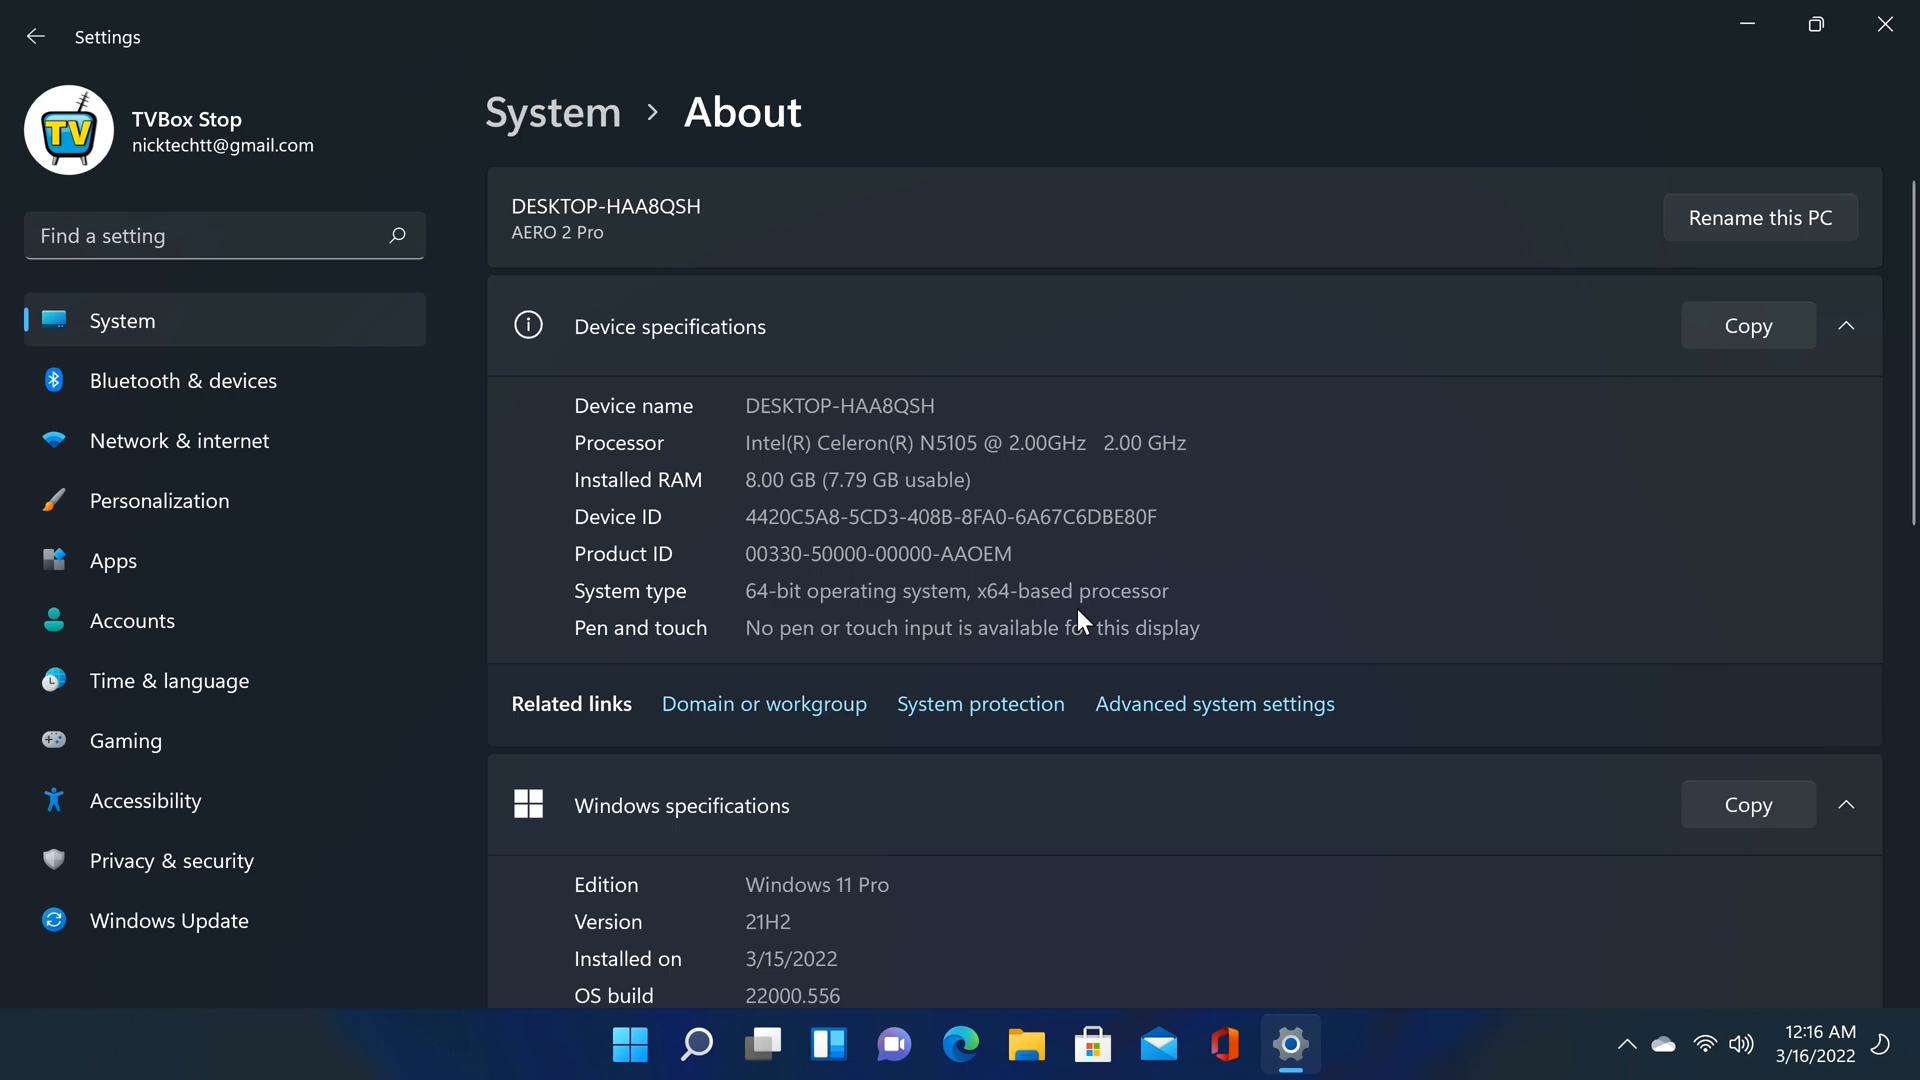 Settings
TV
TVBox Stop
nicktechtt@gmail.com
Find a setting
System
Bluetooth & devices
Network & internet
Personalization
Apps
Accounts
Time & language
Gaming
Accessibility
Privacy & security
Windows Update
System > About
DESKTOP-HAA8QSH
AERO 2 Pro
Rename this PC
Device specifications
Copy
Device name DESKTOP-HAA8QSH
Processor Intel(R) Celeron(R) N5105 @ 2.00GHz 2.00 GHz
Installed RAM 8.00 GB (7.79 GB usable)
Device ID 4420C5A8-5CD3-408B-8FA0-6A67C6DBE80F
Product ID 00330-50000-00000-AAOEM
System type 64-bit operating system, x64-based processor
Pen and touch No pen or touch input is available for this display
Related links Domain or workgroup System protection Advanced system settings
Windows specifications
Copy
Edition Windows 11 Pro
Version 21H2
Installed on 3/15/2022
OS build 22000.556
12:16 AM
3/16/2022